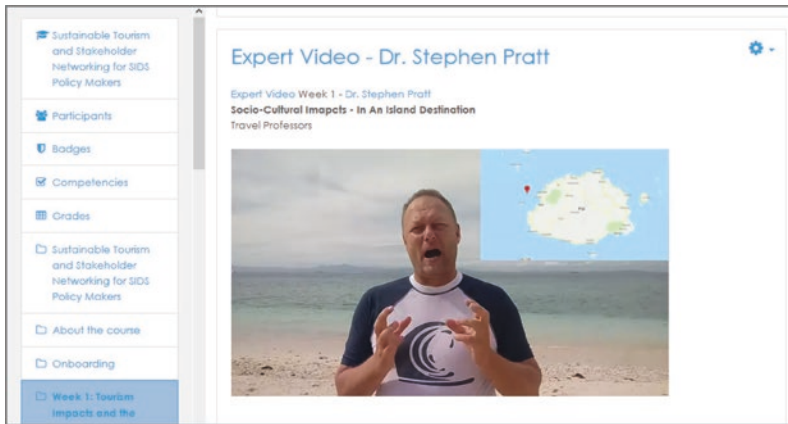 Sustainable Tourism
and Stakeholder
Networking for SIDS
Policy Makers
Participants
Badges
Competencies
Grades
Sustainable Tourism
and Stakeholder
Networking for SIDS
Policy Makers
About the course
Onboarding
Week 1: Tourism
Impacts and the
Expert Video - Dr. Stephen Pratt
Expert Video Week 1 - Dr. Stephen Pratt
Socio-Cultural Imapcts - In An Island Destination
Travel Professors